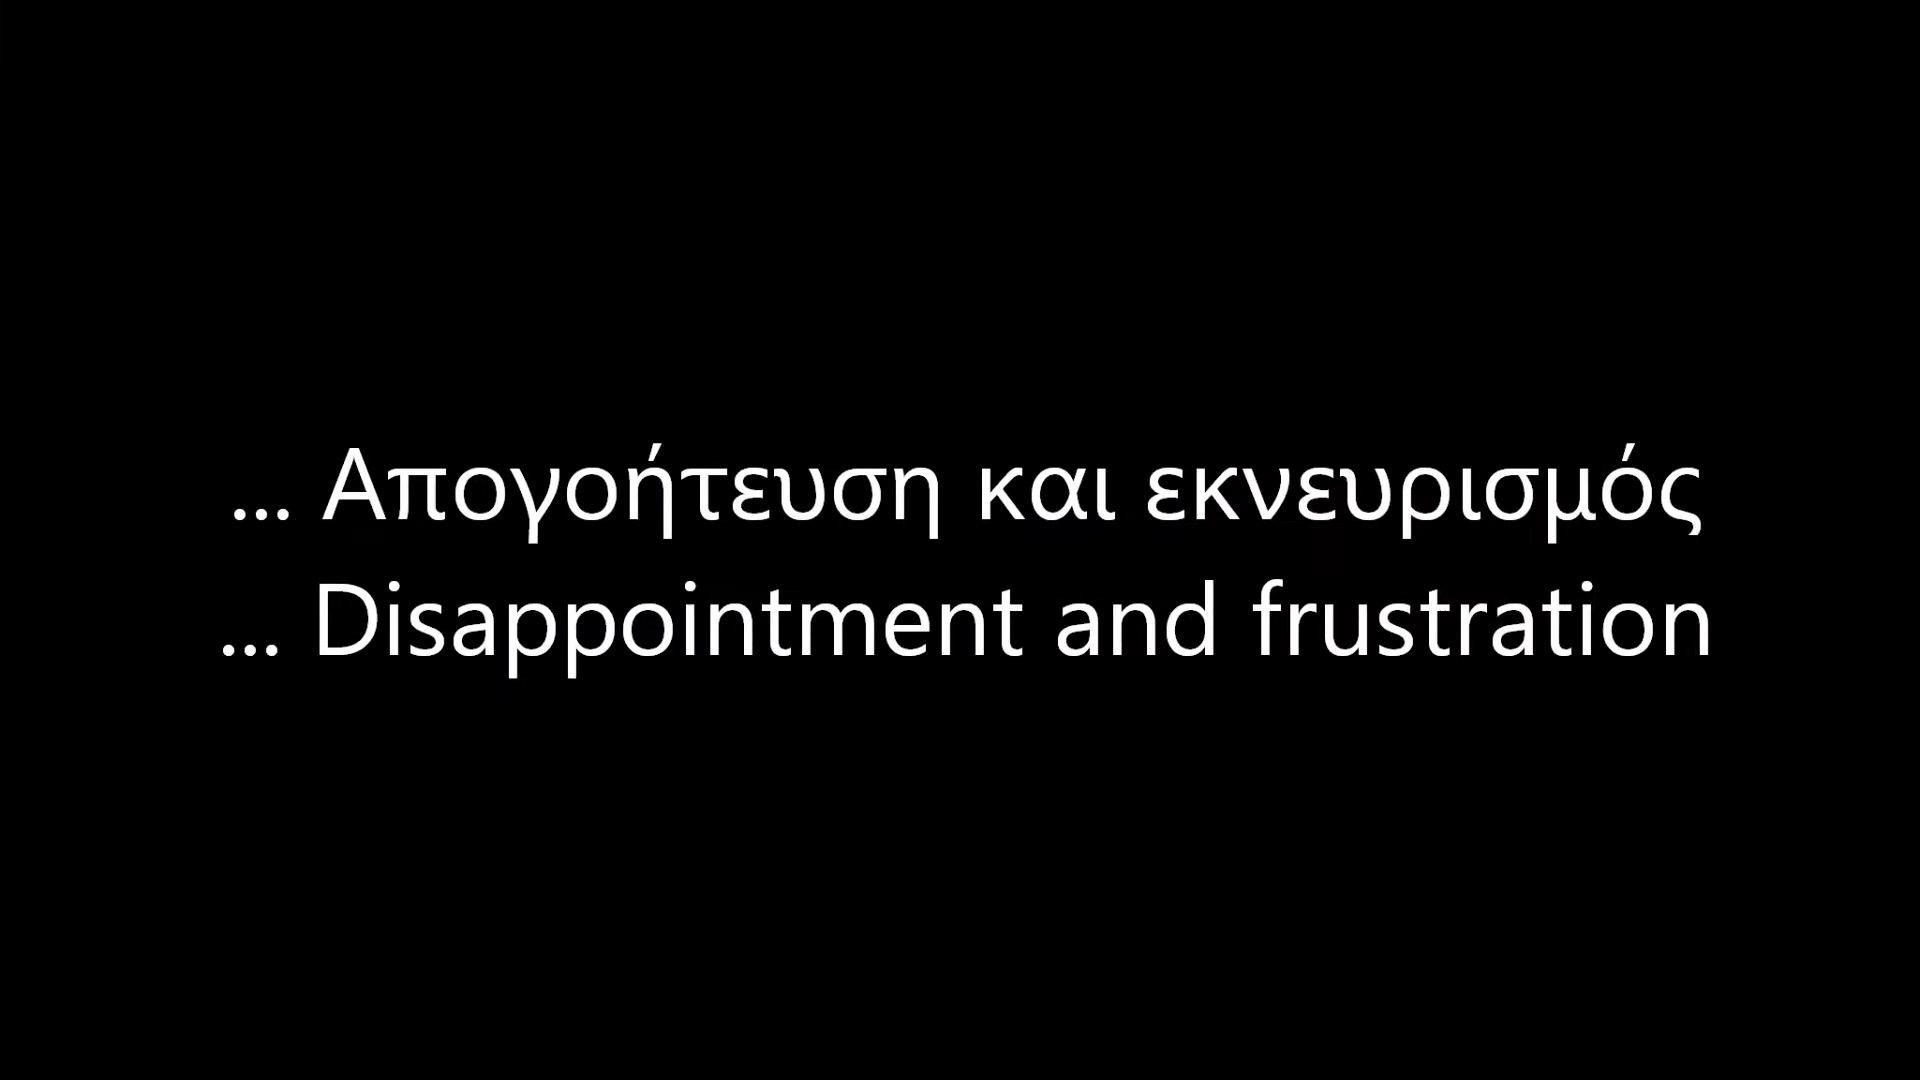 ... Απογοήτευση και εκνευρισμός
... Disappointment and frustration